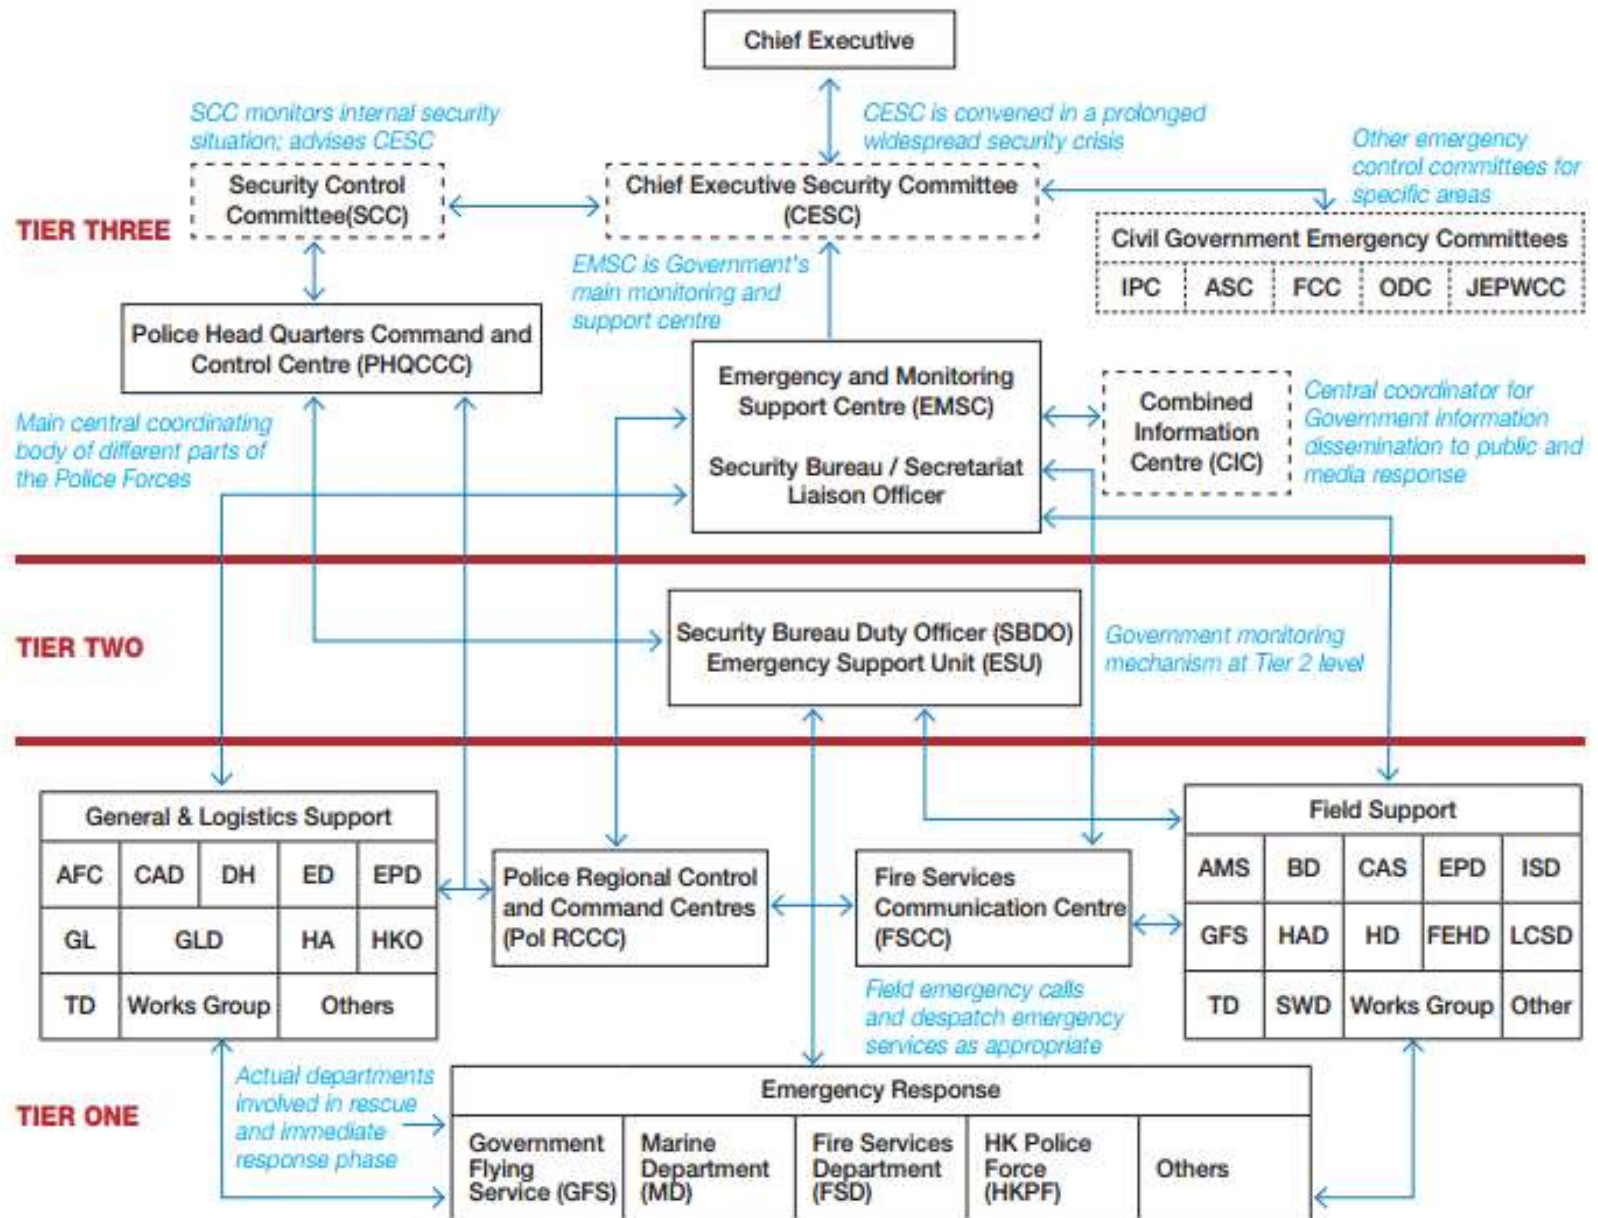 Chief Executive
SCC monitors internal security
situation; advises CESC
CESC is convened in a prolonged
widespread security crisis
Other emergency
control committees for
specific areas
TIER THREE
Security Control
Committee(SCC)
Chief Executive Security Committee
(CESC)
Civil Government Emergency Committees
IPC ASC FCC ODC JEPWCC
EMSC is Government's
main monitoring and
support centre
Police Head Quarters Command and
Control Centre (PHQCCC)
Main central coordinating
body of different parts of
the Police Forces
Emergency and Monitoring
Support Centre (EMSC)
Security Bureau / Secretariat
Liaison Officer
Combined
Information
Centre (CIC)
Central coordinator for
Government information
dissemination to public and
media response
TIER TWO
Security Bureau Duty Officer (SBDO)
Emergency Support Unit (ESU)
Government monitoring
mechanism at Tier 2 level
General & Logistics Support
AFC CAD DH ED EPD
GL GLD HA HKO
TD Works Group Others
Police Regional Control
and Command Centres
(Pol RCCC)
Fire Services
Communication Centre
(FSCC)
Field emergency calls
and despatch emergency
services as appropriate
Field Support
AMS BD CAS EPD ISD
GFS HAD HD FEHD LCSD
TD SWD Works Group Other
TIER ONE
Actual departments
involved in rescue
and immediate
response phase
Emergency Response
Government
Flying
Service (GFS)
Marine
Department
(MD)
Fire Services
Department
(FSD)
HK Police
Force
(HKPF)
Others